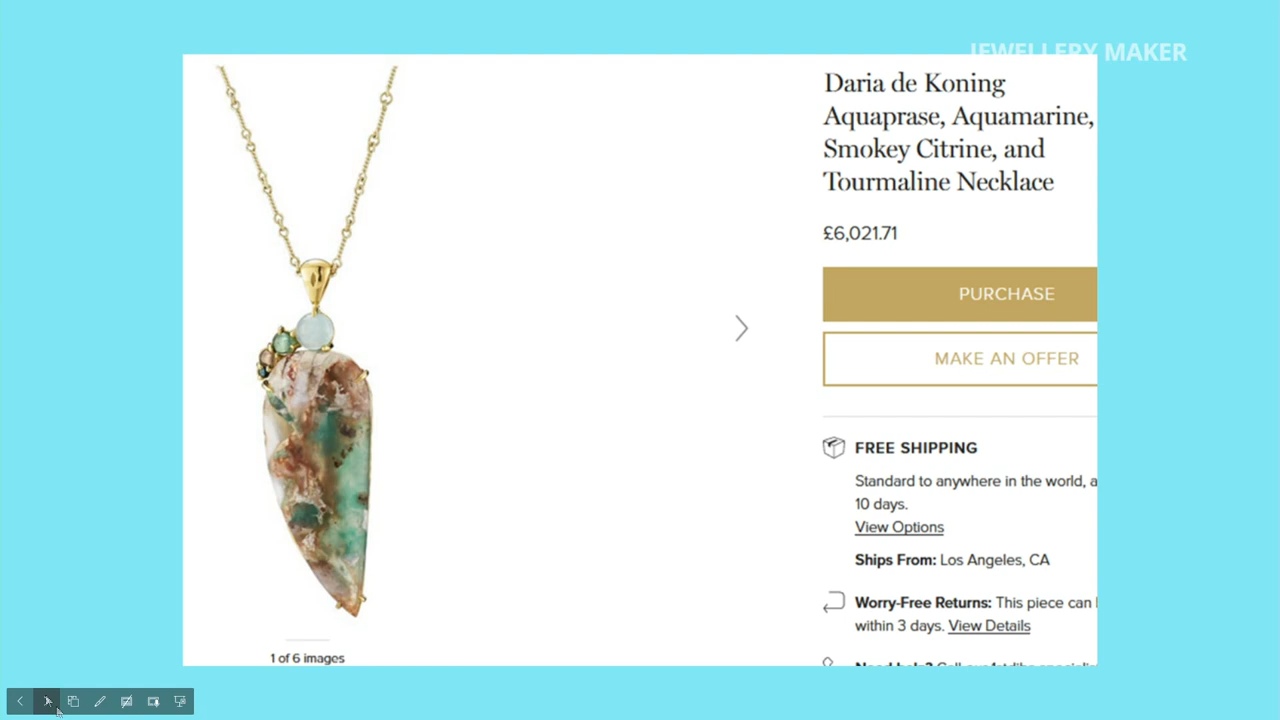 JEWELLERY MAKER
Daria de Koning
Aquaprase, Aquamarine,
Smokey Citrine, and
Tourmaline Necklace
£6,021.71
PURCHASE
MAKE AN OFFER
FREE SHIPPING
Standard to anywhere in the world, a
10 days.
View Options
Ships From: Los Angeles, CA
Worry-Free Returns: This piece can
within 3 days. View Details
1 of 6 images